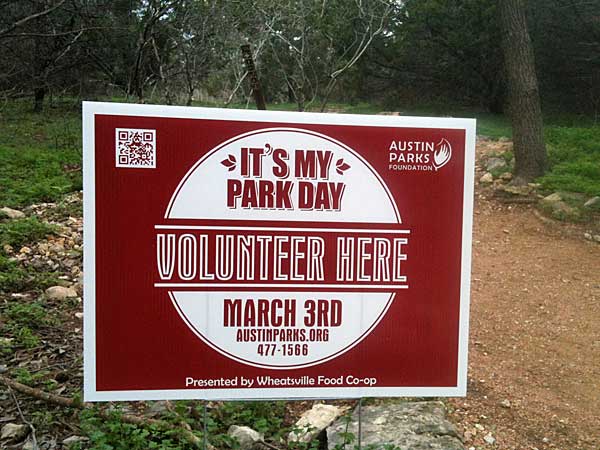 IT'S MY
PARK DAY
AUSTIN
PARKS
FOUNDATION
VOLUNTEER HERE
MARCH 3RD
AUSTINPARKS.ORG
477-1566
Presented by Wheatsville Food Co-op